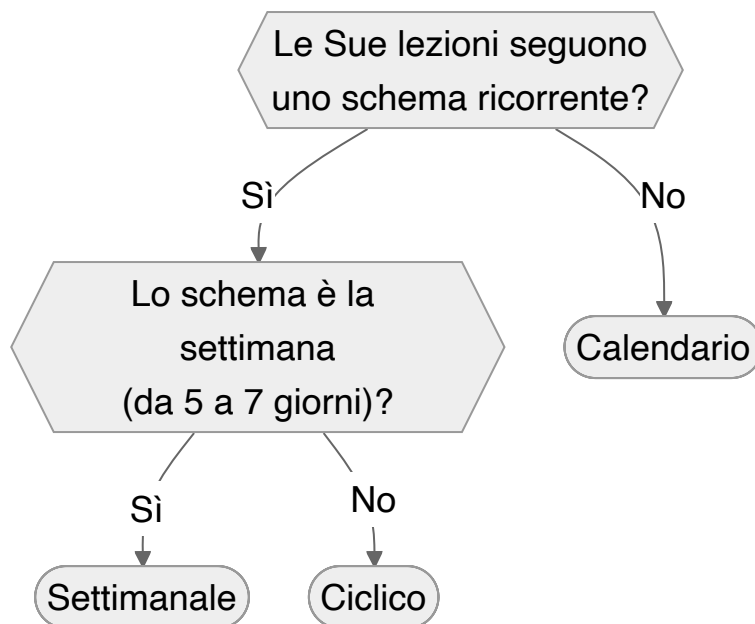 Le Sue lezioni seguono
uno schema ricorrente?
Sì
No
Lo schema è la
settimana
(da 5 a 7 giorni)?
Calendario
Sì
No
Settimanale
Ciclico